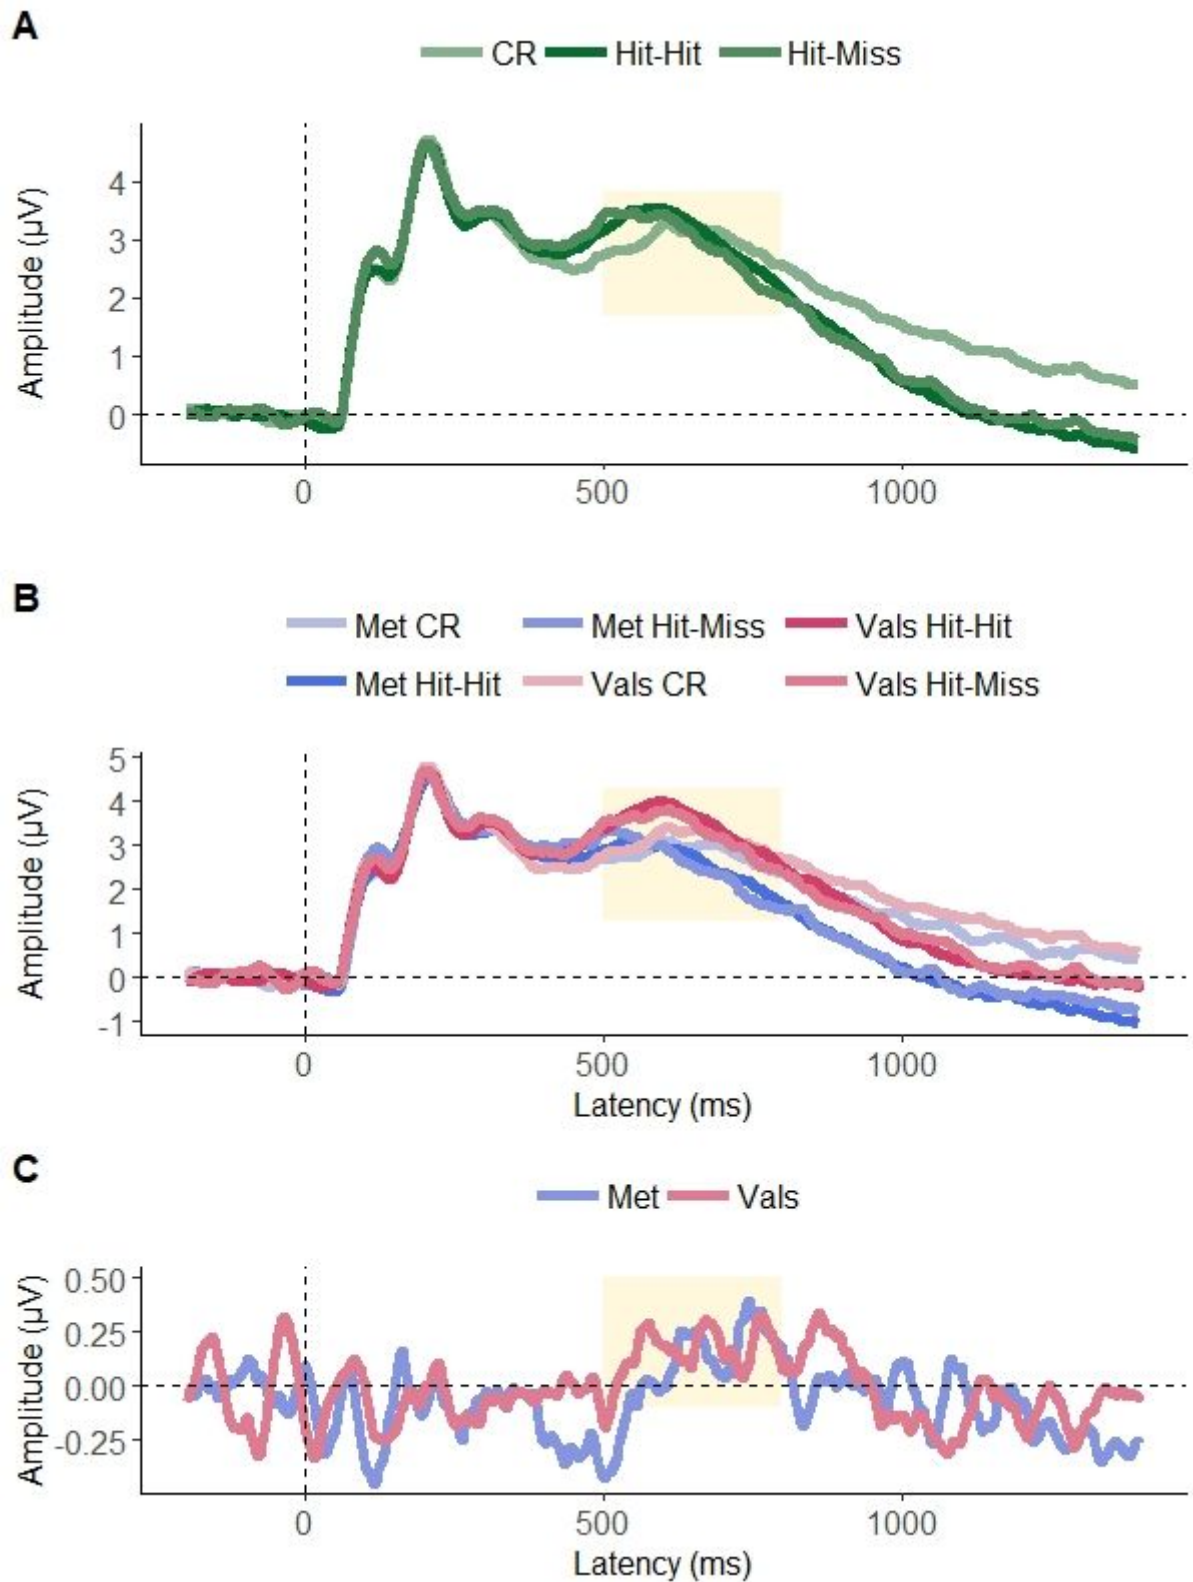 A
CR Hit-Hit Hit-Miss
Amplitude (µV)
4
3
2
1
0
0 500 1000
B
Met CR Met Hit-Miss Vals Hit-Hit
Met Hit-Hit Vals CR Vals Hit-Miss
Amplitude (µV)
5
4
3
2
1
0
-1
0 500 1000
Latency (ms)
C
Met Vals
Amplitude (µV)
0.50
0.25
0.00
-0.25
0 500 1000
Latency (ms)